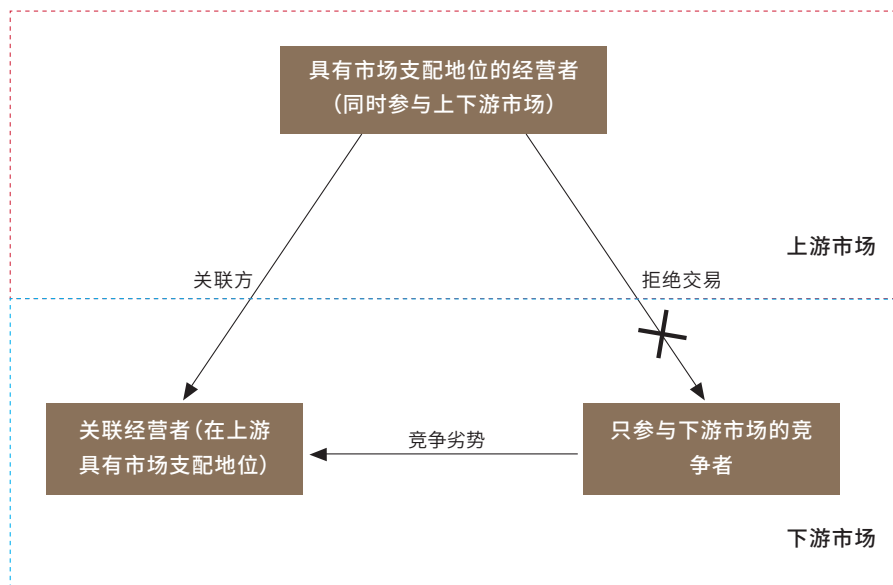 具有市场支配地位的经营者
（同时参与上下游市场）
上游市场
关联方
拒绝交易
关联经营者（在上游
具有市场支配地位）
竞争劣势
只参与下游市场的竞
争者
下游市场